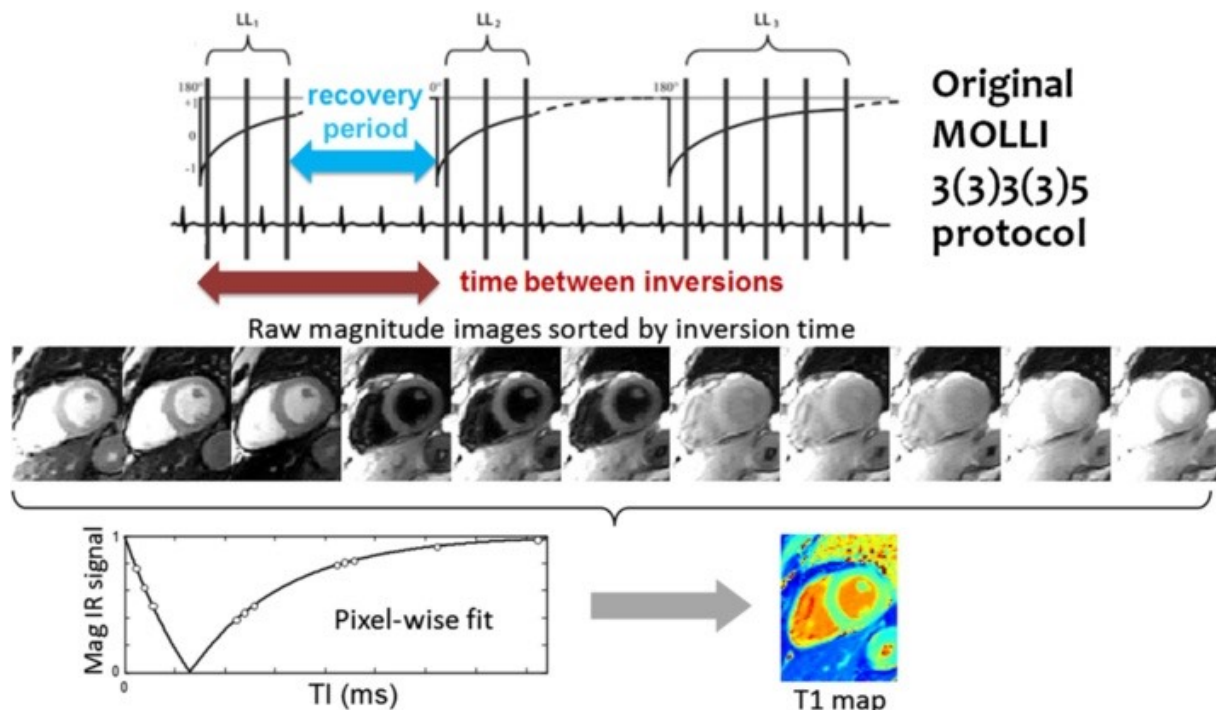 LL1
LL2
LL3
180°
+1
0
-1
recovery
period
0°
180°
Original
MOLLI
3(3)3(3)5
protocol
time between inversions
Raw magnitude images sorted by inversion time
Mag IR signal
1
0
0
Pixel-wise fit
TI (ms)
T1 map